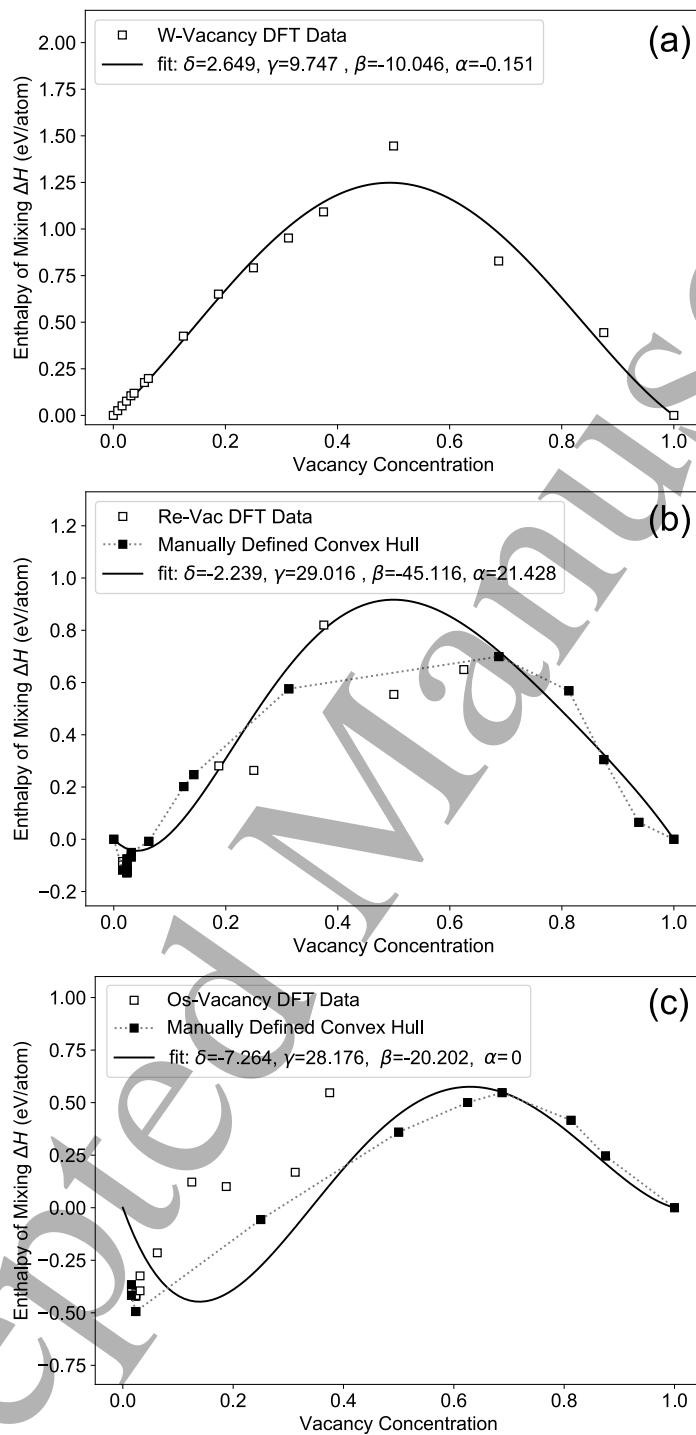 (a)
W-Vacancy DFT Data
fit: δ=2.649, γ=9.747 , β=-10.046, α=-0.151
Enthalpy of Mixing ΔH (eV/atom)
2.00
1.75
1.50
1.25
1.00
0.75
0.50
0.25
0.00
0.0 0.2 0.4 0.6 0.8 1.0
Vacancy Concentration
(b)
Re-Vac DFT Data
Manually Defined Convex Hull
fit: δ=-2.239, γ=29.016 , β=-45.116, α=21.428
Enthalpy of Mixing ΔH (eV/atom)
1.2
1.0
0.8
0.6
0.4
0.2
0.0
−0.2
0.0 0.2 0.4 0.6 0.8 1.0
Vacancy Concentration
(c)
Os-Vacancy DFT Data
Manually Defined Convex Hull
fit: δ=-7.264, γ=28.176, β=-20.202, α=0
Enthalpy of Mixing ΔH (eV/atom)
1.00
0.75
0.50
0.25
0.00
−0.25
−0.50
−0.75
0.0 0.2 0.4 0.6 0.8 1.0
Vacancy Concentration
epted Manus